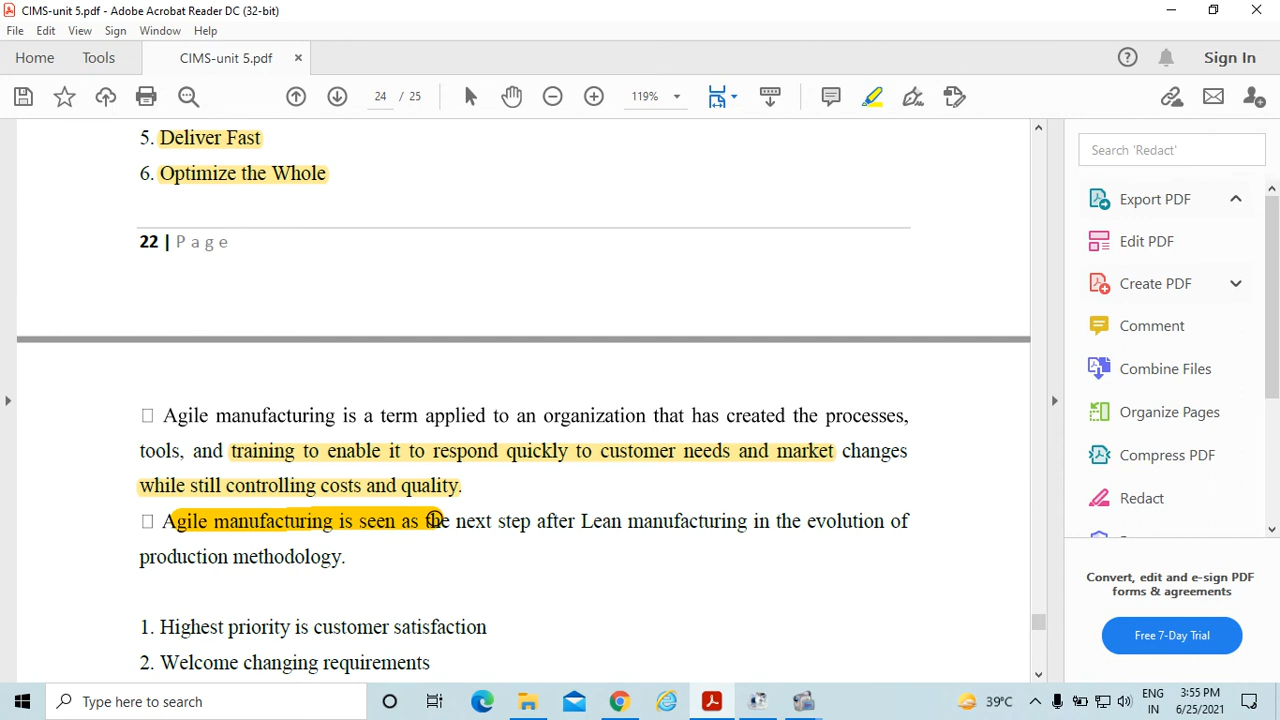 CIMS-unit 5.pdf - Adobe Acrobat Reader DC (32-bit)
File Edit View Sign Window Help
Home Tools CIMS-unit 5.pdf × Sign In
24 / 25 119%
5. Deliver Fast
6. Optimize the Whole
22 | P a g e
Agile manufacturing is a term applied to an organization that has created the processes,
tools, and training to enable it to respond quickly to customer needs and market changes
while still controlling costs and quality.
Agile manufacturing is seen as the next step after Lean manufacturing in the evolution of
production methodology.
1. Highest priority is customer satisfaction
2. Welcome changing requirements
Search 'Redact'
Export PDF
Edit PDF
Create PDF
Comment
Combine Files
Organize Pages
Compress PDF
Redact
Convert, edit and e-sign PDF
forms & agreements
Free 7-Day Trial
Type here to search
39°C
ENG
IN
3:55 PM
6/25/2021